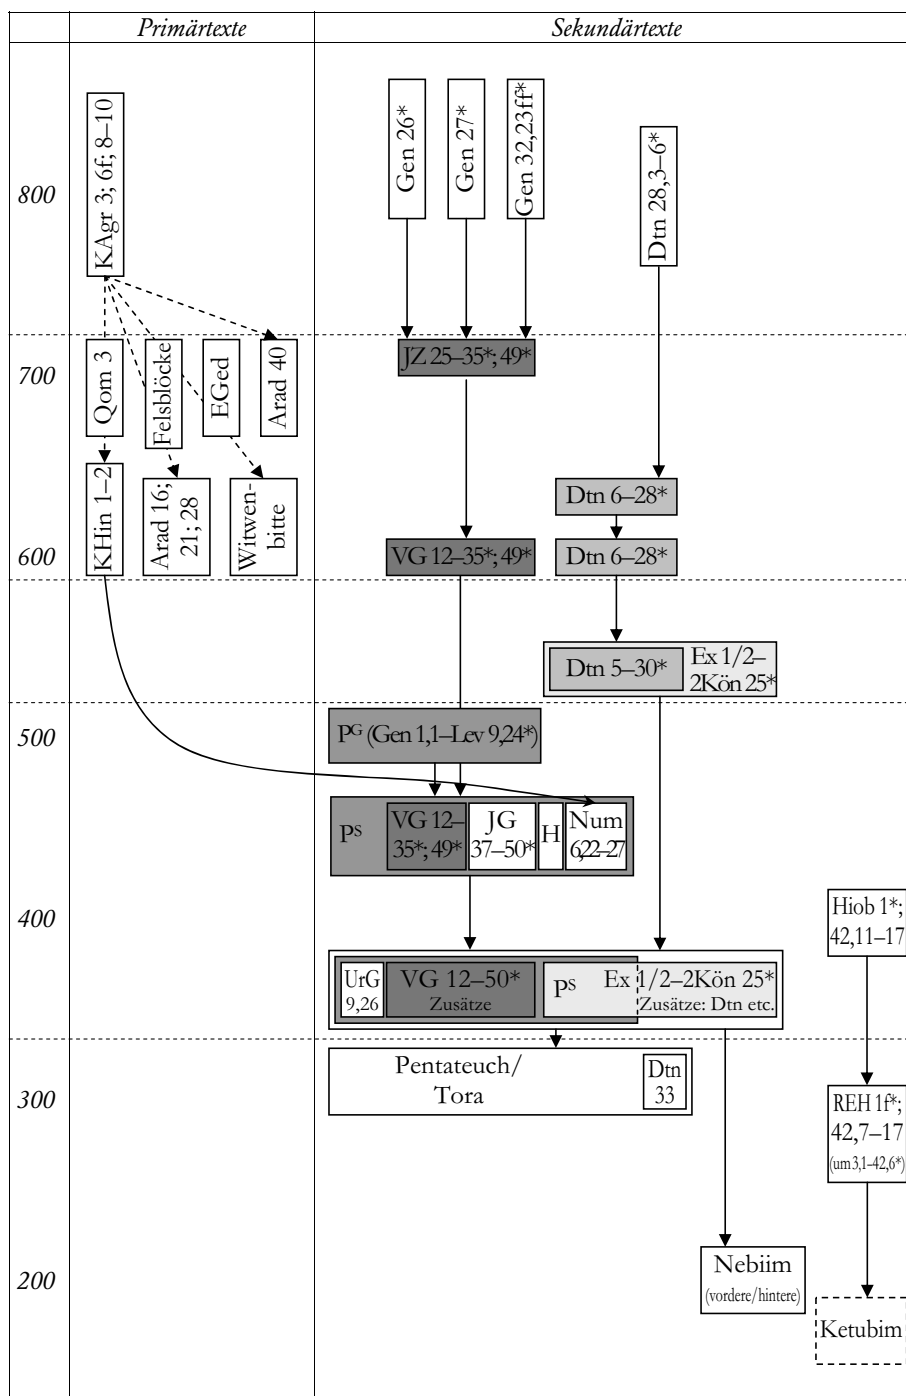 Primärtexte
Sekundärtexte
800
KAgr 3; 6f; 8–10
Gen 26*
Gen 27*
Gen 32,23ff*
Dtn 28,3–6*
700
Qom 3
Felsblöcke
EGed
Arad 40
JZ 25–35*; 49*
KHin 1–2
Arad 16;
21; 28
Witwen-
bitte
Dtn 6–28*
600
VG 12–35*; 49*
Dtn 6–28*
Dtn 5–30*
Ex 1/2–
2Kön 25*
500
Pᴳ (Gen 1,1–Lev 9,24*)
Pˢ
VG 12–
35*; 49*
JG
37–50*
H
Num
6,22–27
400
Hiob 1*;
42,11–17
UrG
9,26
VG 12–50*
Zusätze
Pˢ
Ex 1/2–2Kön 25*
Zusätze: Dtn etc.
300
Pentateuch/
Tora
Dtn
33
REH 1f*;
42,7–17
(um 3,1–42,6*)
200
Nebiim
(vordere/hintere)
Ketubim